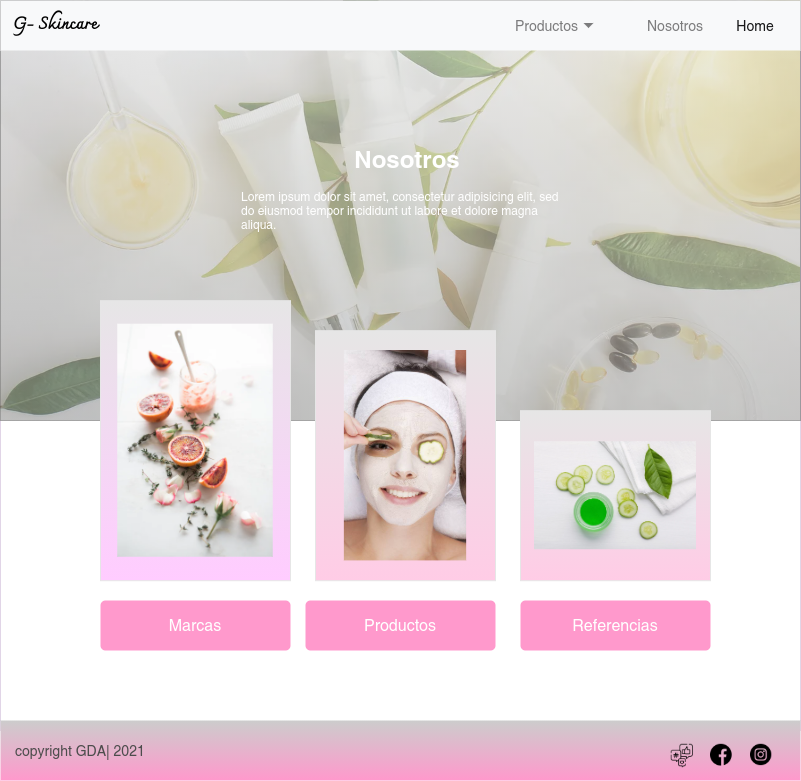 G- Skincare
Productos
Nosotros
Home
Nosotros
Lorem ipsum dolor sit amet, consectetur adipisicing elit, sed
do eiusmod tempor incididunt ut labore et dolore magna
aliqua.
Marcas
Productos
Referencias
copyright GDA| 2021